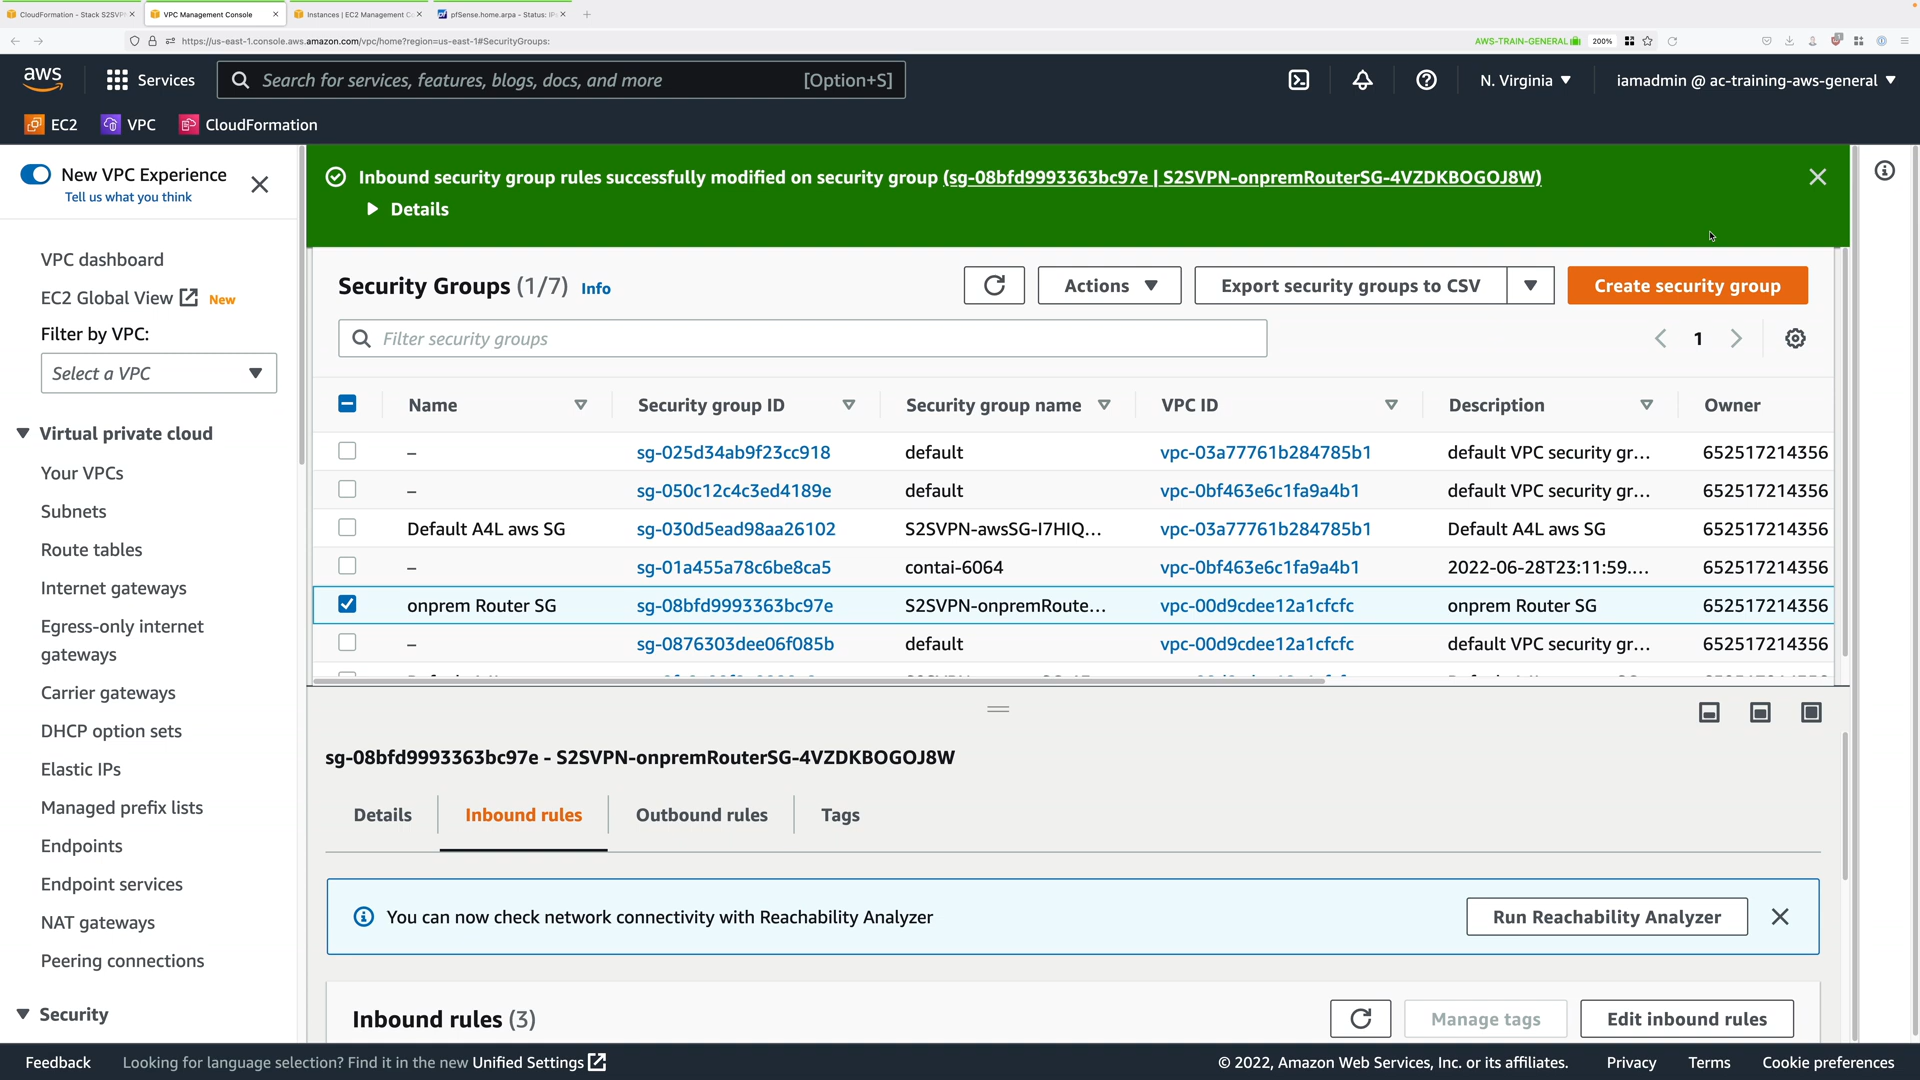 CloudFormation - Stack S2SVP
VPC Management Console
Instances | EC2 Management C
pfSense.home.arpa - Status: IP
https://us-east-1.console.aws.amazon.com/vpc/home?region=us-east-1#SecurityGroups:
AWS-TRAIN-GENERAL
200%
aws
Services
Search for services, features, blogs, docs, and more
[Option+S]
N. Virginia
iamadmin @ ac-training-aws-general
EC2
VPC
CloudFormation
New VPC Experience
Tell us what you think
VPC dashboard
EC2 Global View New
Filter by VPC:
Select a VPC
Virtual private cloud
Your VPCs
Subnets
Route tables
Internet gateways
Egress-only internet
gateways
Carrier gateways
DHCP option sets
Elastic IPs
Managed prefix lists
Endpoints
Endpoint services
NAT gateways
Peering connections
Security
Inbound security group rules successfully modified on security group (sg-08bfd9993363bc97e | S2SVPN-onpremRouterSG-4VZDKBOGOJ8W)
Details
Security Groups (1/7) Info
Actions
Export security groups to CSV
Create security group
Filter security groups
1
Name Security group ID Security group name VPC ID Description Owner
– sg-025d34ab9f23cc918 default vpc-03a77761b284785b1 default VPC security gr... 652517214356
– sg-050c12c4c3ed4189e default vpc-0bf463e6c1fa9a4b1 default VPC security gr... 652517214356
Default A4L aws SG sg-030d5ead98aa26102 S2SVPN-awsSG-I7HIQ... vpc-03a77761b284785b1 Default A4L aws SG 652517214356
– sg-01a455a78c6be8ca5 contai-6064 vpc-0bf463e6c1fa9a4b1 2022-06-28T23:11:59.... 652517214356
onprem Router SG sg-08bfd9993363bc97e S2SVPN-onpremRoute... vpc-00d9cdee12a1cfcfc onprem Router SG 652517214356
– sg-0876303dee06f085b default vpc-00d9cdee12a1cfcfc default VPC security gr... 652517214356
sg-08bfd9993363bc97e - S2SVPN-onpremRouterSG-4VZDKBOGOJ8W
Details
Inbound rules
Outbound rules
Tags
You can now check network connectivity with Reachability Analyzer
Run Reachability Analyzer
Inbound rules (3)
Manage tags
Edit inbound rules
Feedback
Looking for language selection? Find it in the new Unified Settings
© 2022, Amazon Web Services, Inc. or its affiliates.
Privacy
Terms
Cookie preferences